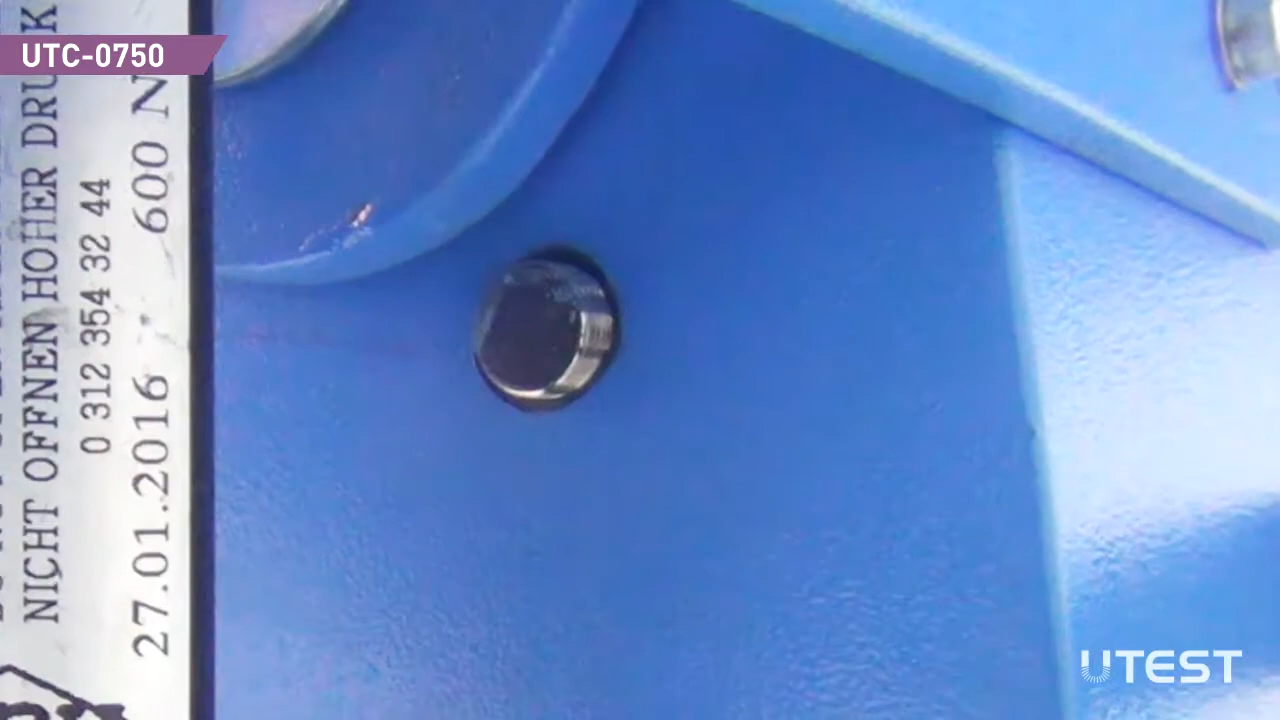 UTC-0750
NICHT OFFNEN HOHER DRUCK
0 312 354 32 44
27.01.2016 600 N
UTEST